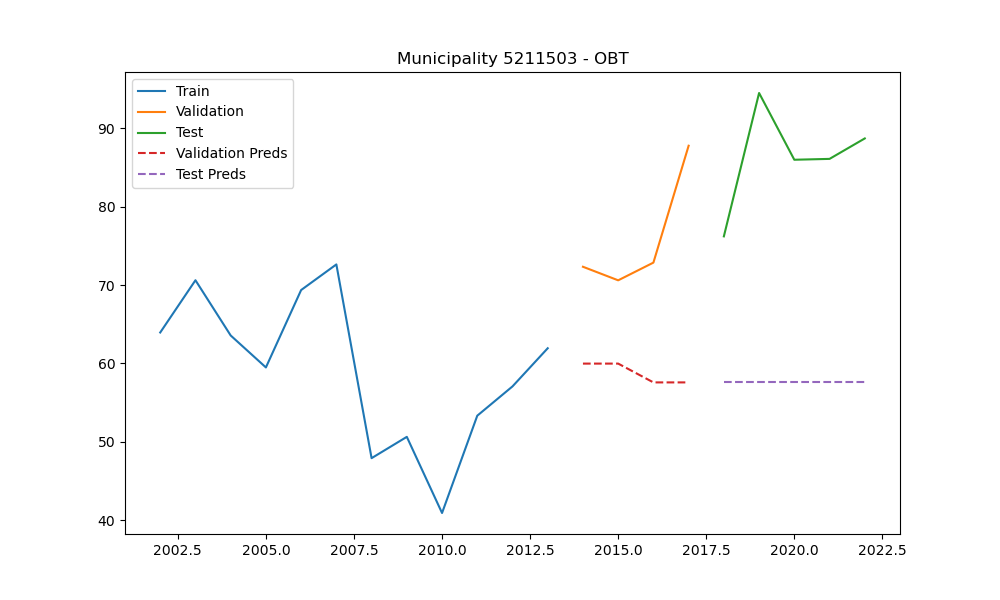 Municipality 5211503 - OBT
Train
Validation
Test
Validation Preds
Test Preds
90
80
70
60
50
40
2002.5 2005.0 2007.5 2010.0 2012.5 2015.0 2017.5 2020.0 2022.5